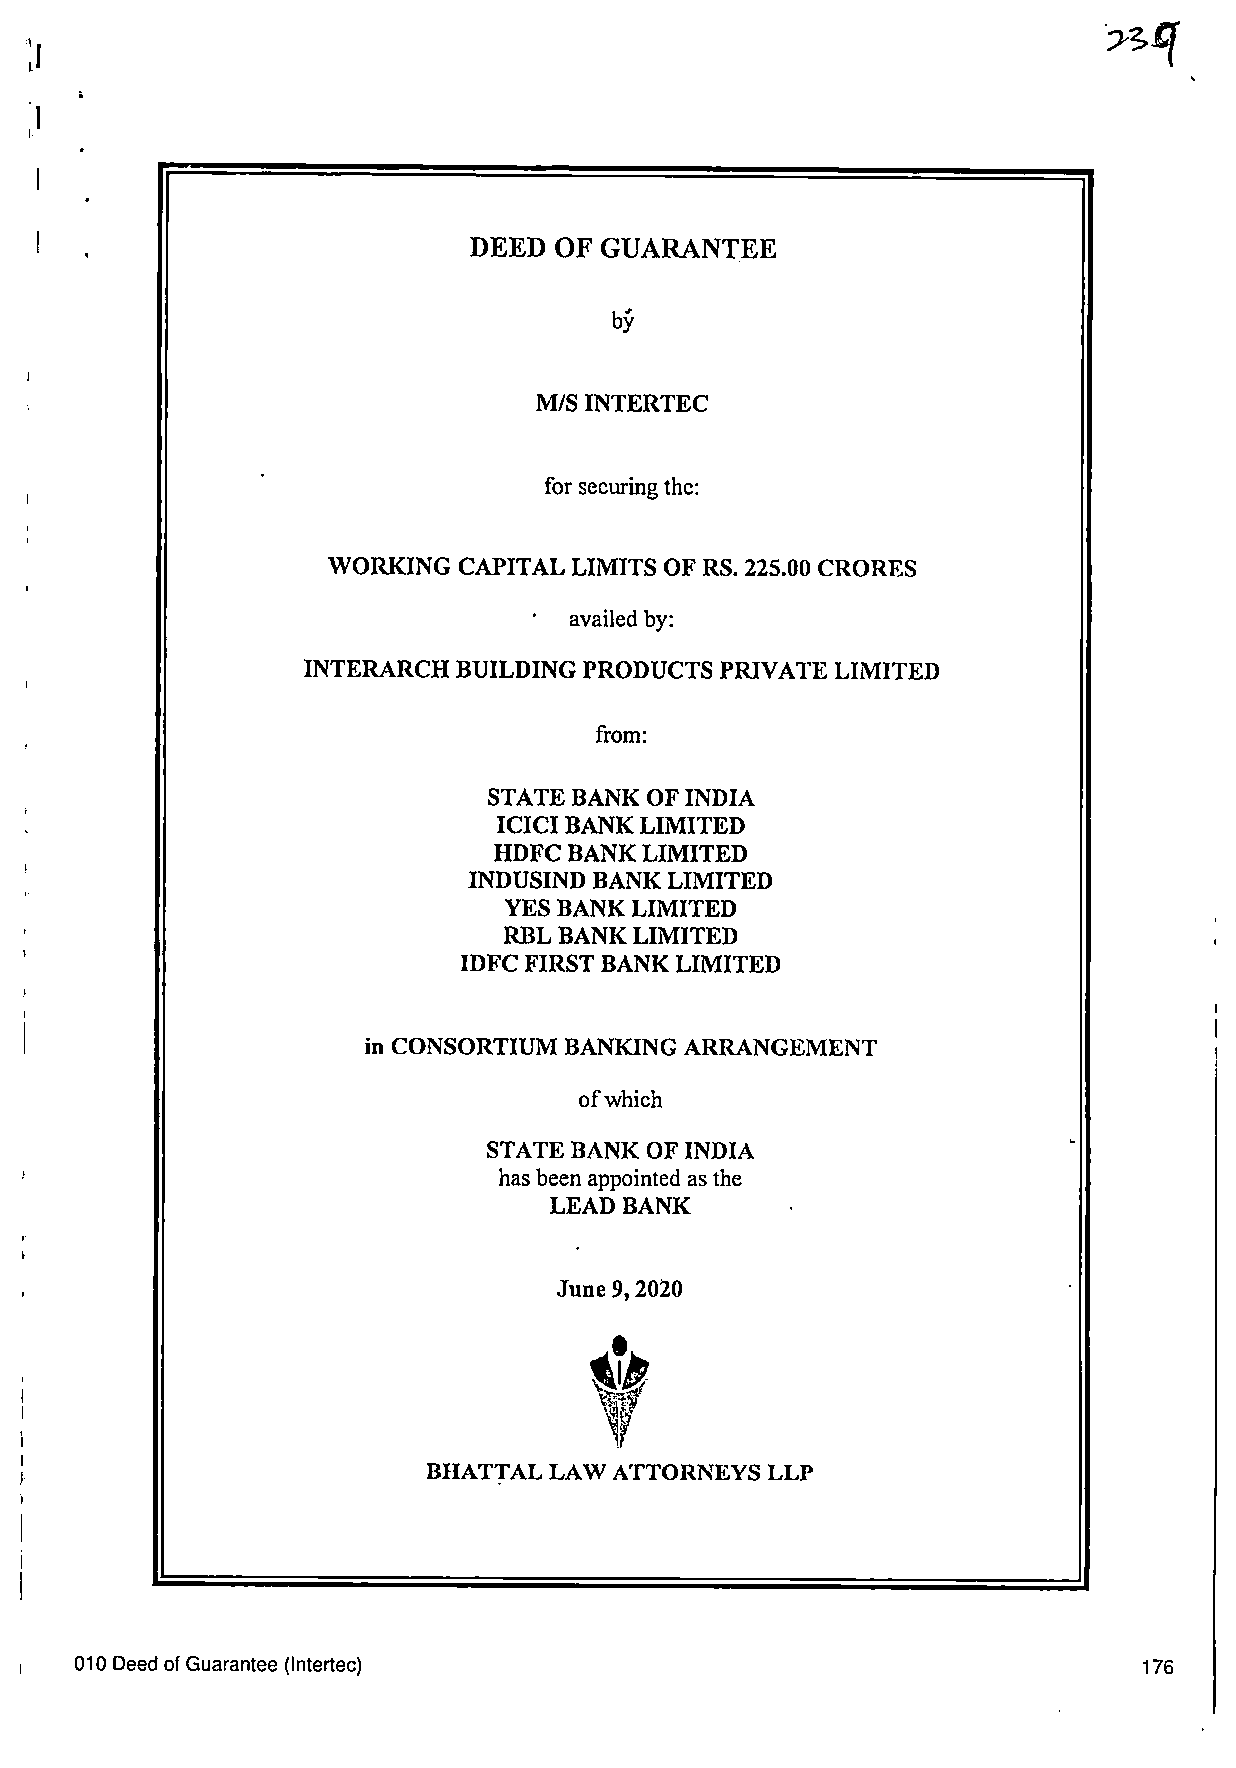 239
DEED OF GUARANTEE
by
M/S INTERTEC
for securing the:
WORKING CAPITAL LIMITS OF RS. 225.00 CRORES
availed by:
INTERARCH BUILDING PRODUCTS PRIVATE LIMITED
from:
STATE BANK OF INDIA
ICICI BANK LIMITED
HDFC BANK LIMITED
INDUSIND BANK LIMITED
YES BANK LIMITED
RBL BANK LIMITED
IDFC FIRST BANK LIMITED
in CONSORTIUM BANKING ARRANGEMENT
of which
STATE BANK OF INDIA
has been appointed as the
LEAD BANK
June 9, 2020
BHATTAL LAW ATTORNEYS LLP
010 Deed of Guarantee (Intertec) 176